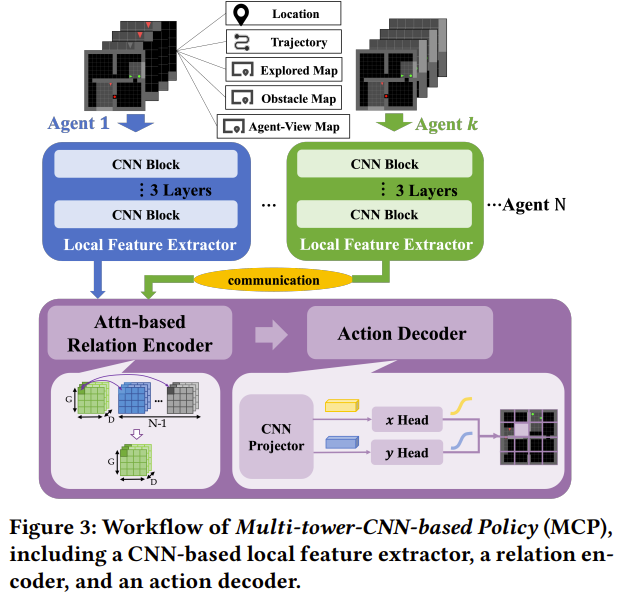 Location
Trajectory
Explored Map
Obstacle Map
Agent-View Map
Agent 1
Agent k
CNN Block
⋮ 3 Layers
CNN Block
Local Feature Extractor
...
CNN Block
⋮ 3 Layers
CNN Block
Local Feature Extractor
...Agent N
communication
Attn-based
Relation Encoder
Action Decoder
G
D
...
N-1
G
D
CNN
Projector
x Head
y Head
Figure 3: Workflow of Multi-tower-CNN-based Policy (MCP),
including a CNN-based local feature extractor, a relation en-
coder, and an action decoder.